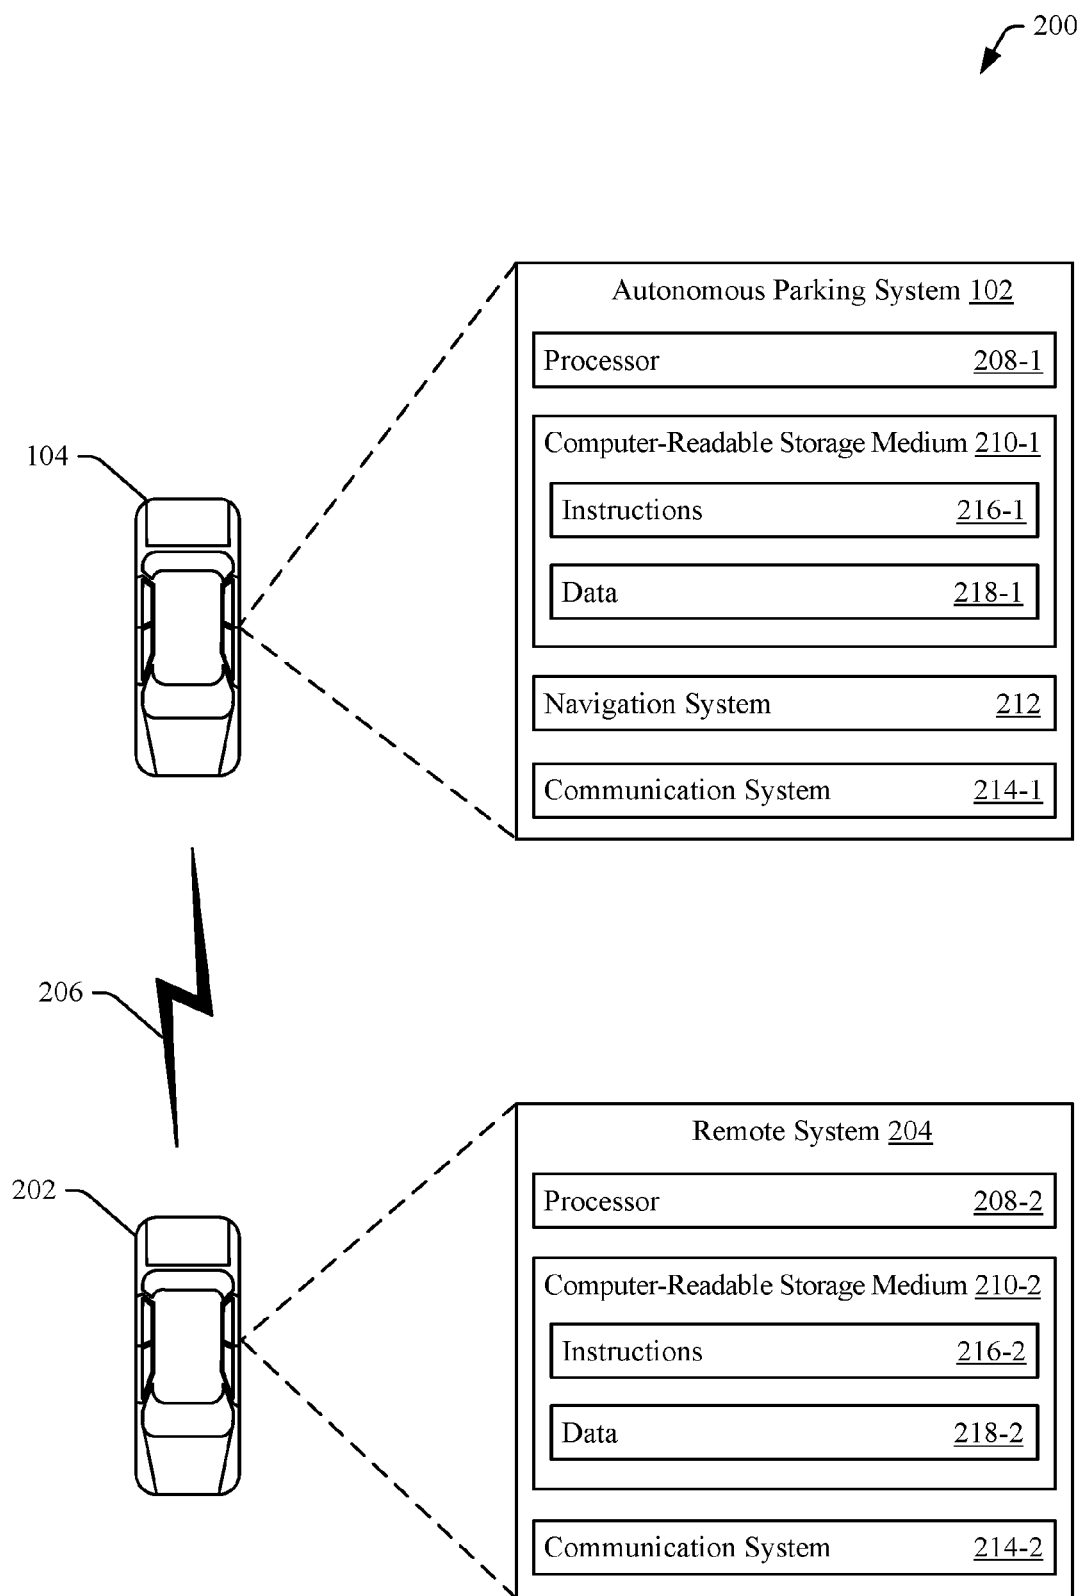 200
Autonomous Parking System 102
Processor 208-1
104
Computer-Readable Storage Medium 210-1
Instructions 216-1
Data 218-1
Navigation System 212
Communication System 214-1
206
Remote System 204
202
Processor 208-2
Computer-Readable Storage Medium 210-2
Instructions 216-2
Data 218-2
Communication System 214-2